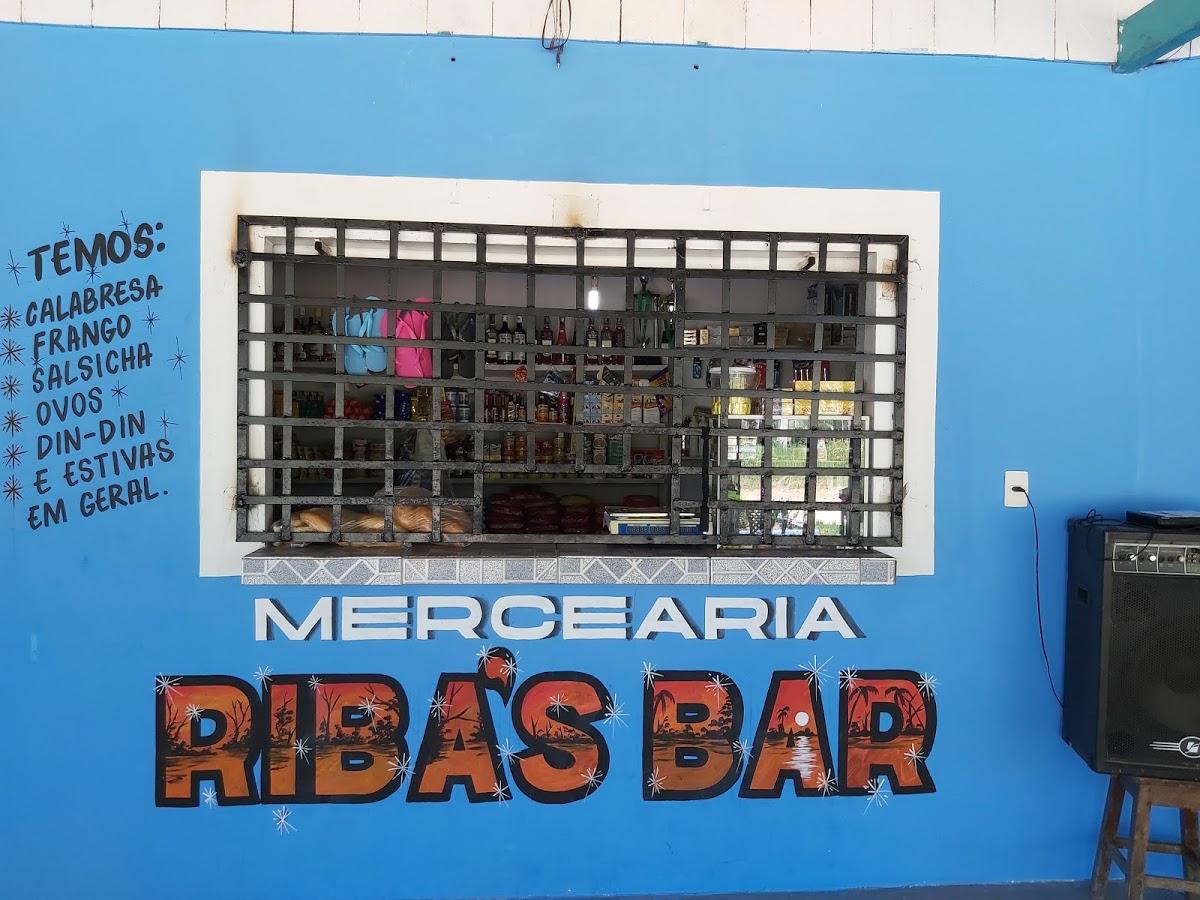 TEMOS:
CALABRESA
FRANGO
SALSICHA
OVOS
DIN-DIN
E ESTIVAS
EM GERAL.
MERCEARIA
RIBA'S BAR